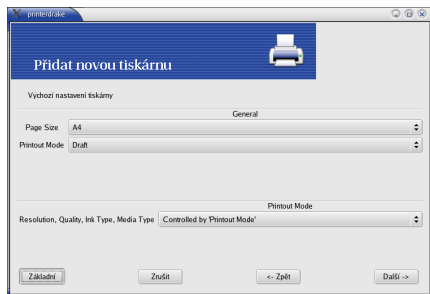 printerdrake
Přidat novou tiskárnu
Výchozí nastavení tiskárny
General
Page Size A4
Printout Mode Draft
Printout Mode
Resolution, Quality, Ink Type, Media Type Controlled by 'Printout Mode'
Základní Zrušit <- Zpět Další ->